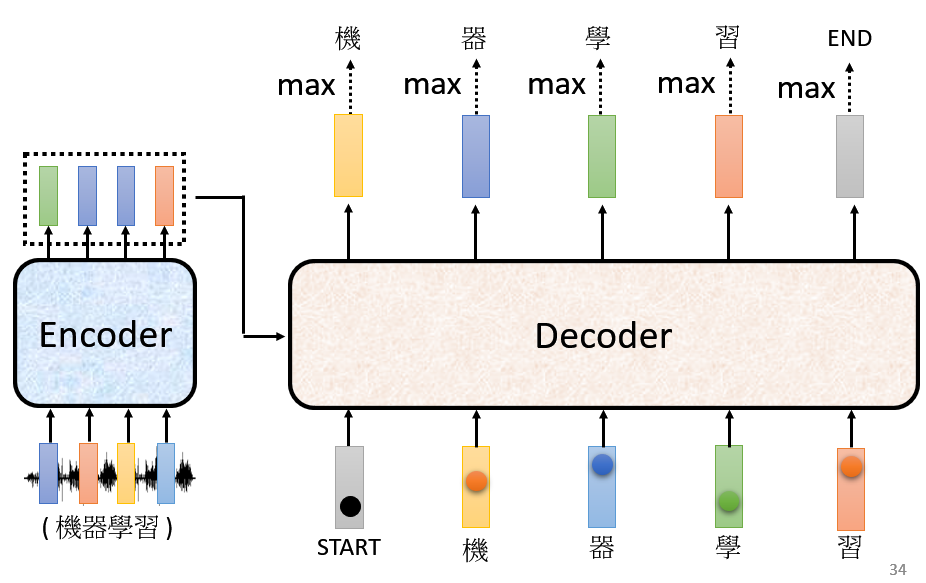 機 器 學 習 END
max max max max max
Encoder
Decoder
( 機器學習 )
START 機 器 學 習
34